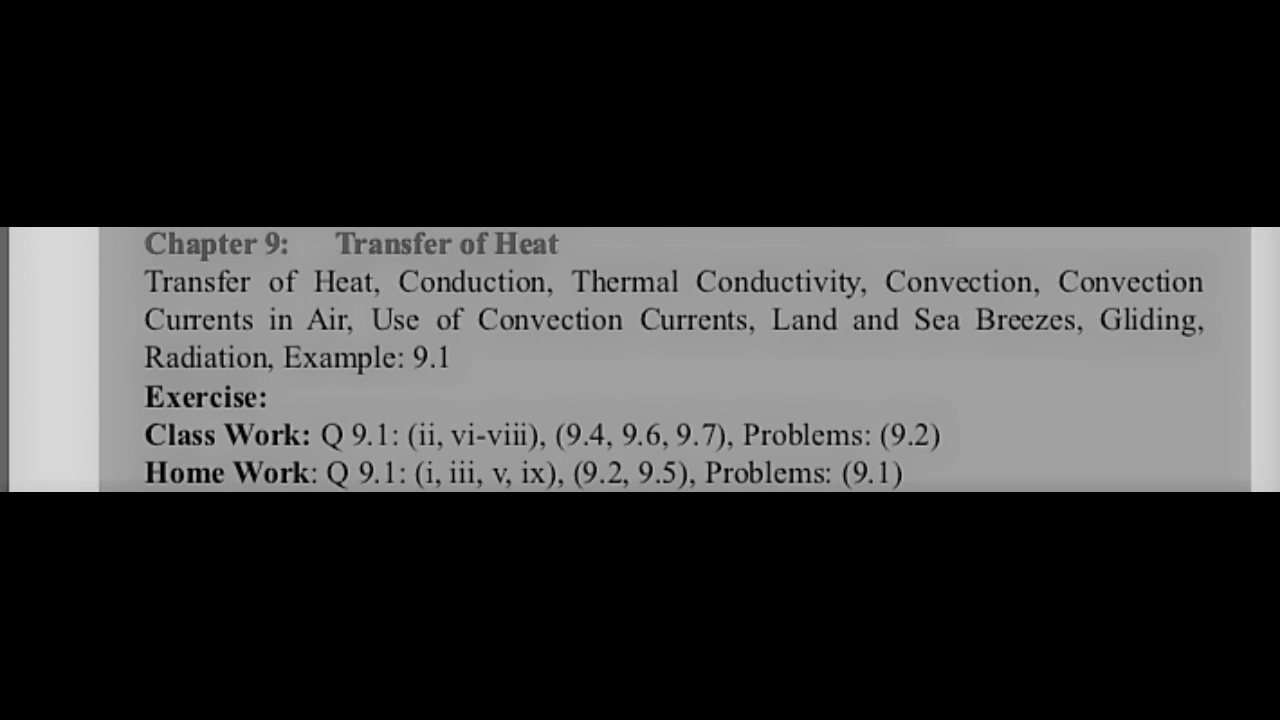 Chapter 9: Transfer of Heat
Transfer of Heat, Conduction, Thermal Conductivity, Convection, Convection
Currents in Air, Use of Convection Currents, Land and Sea Breezes, Gliding,
Radiation, Example: 9.1
Exercise:
Class Work: Q 9.1: (ii, vi-viii), (9.4, 9.6, 9.7), Problems: (9.2)
Home Work: Q 9.1: (i, iii, v, ix), (9.2, 9.5), Problems: (9.1)